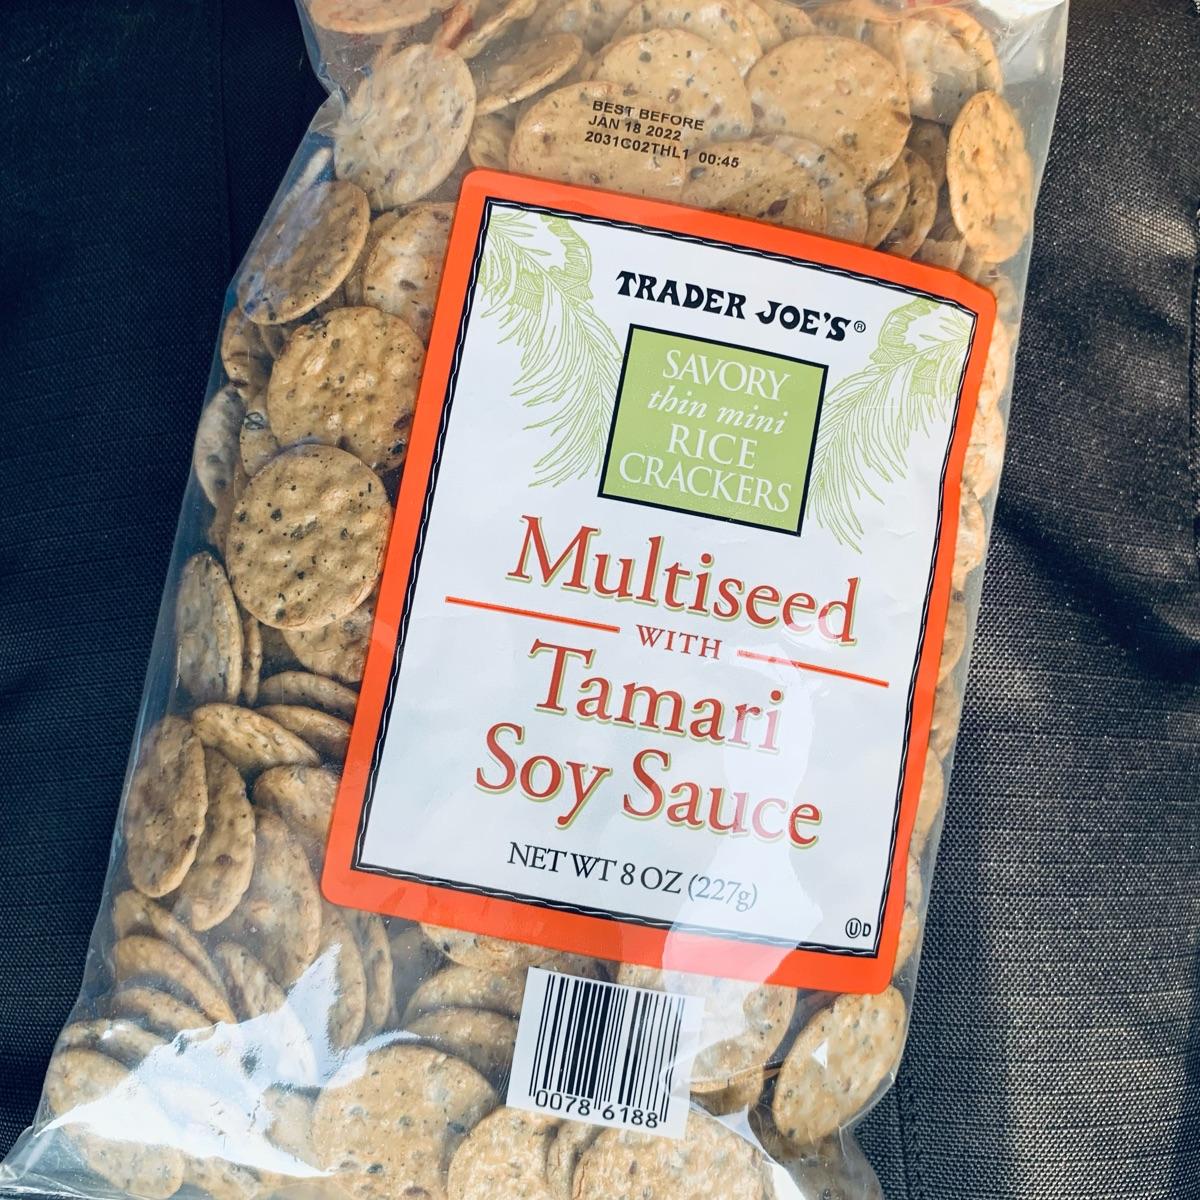 BEST BEFORE
JAN 18 2022
2031C02THL1 00:45
TRADER JOE'S®
SAVORY
thin mini
RICE
CRACKERS
Multiseed
WITH
Tamari
Soy Sauce
NET WT 8 OZ (227g)
UD
0078 6188